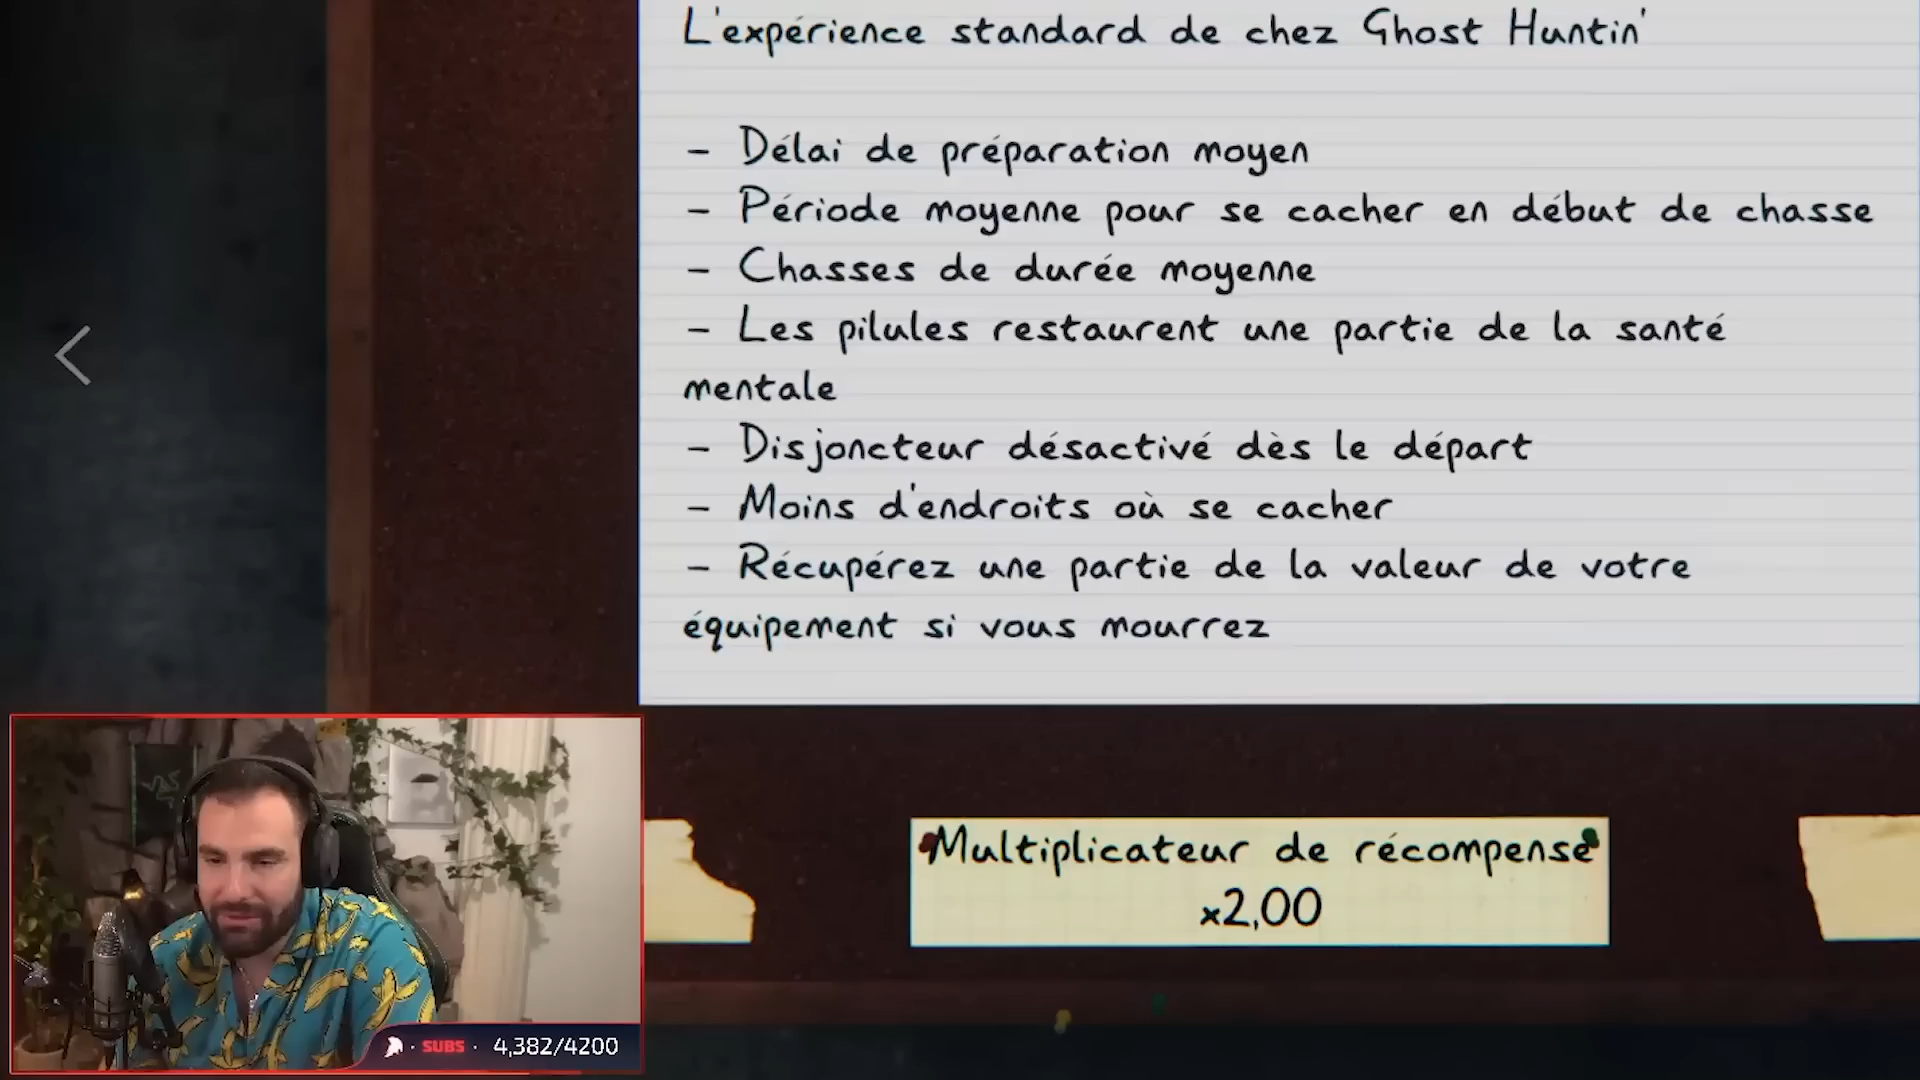 L'expérience standard de chez Ghost Huntin'
- Délai de préparation moyen
- Période moyenne pour se cacher en début de chasse
- Chasses de durée moyenne
- Les pilules restaurent une partie de la santé
mentale
- Disjoncteur désactivé dès le départ
- Moins d'endroits où se cacher
- Récupérez une partie de la valeur de votre
équipement si vous mourrez
Multiplicateur de récompense
x2,00
· SUBS · 4,382/4200